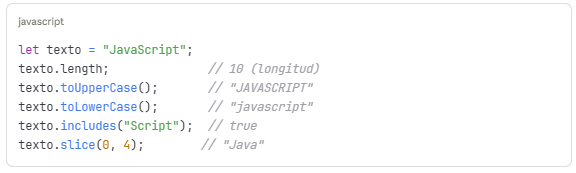 javascript
let texto = "JavaScript";
texto.length;              // 10 (longitud)
texto.toUpperCase();       // "JAVASCRIPT"
texto.toLowerCase();       // "javascript"
texto.includes("Script");  // true
texto.slice(0, 4);        // "Java"